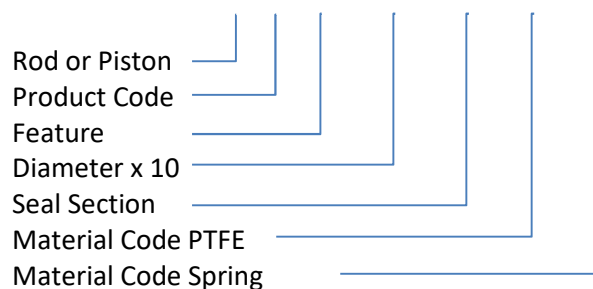 Rod or Piston
Product Code
Feature
Diameter x 10
Seal Section
Material Code PTFE
Material Code Spring